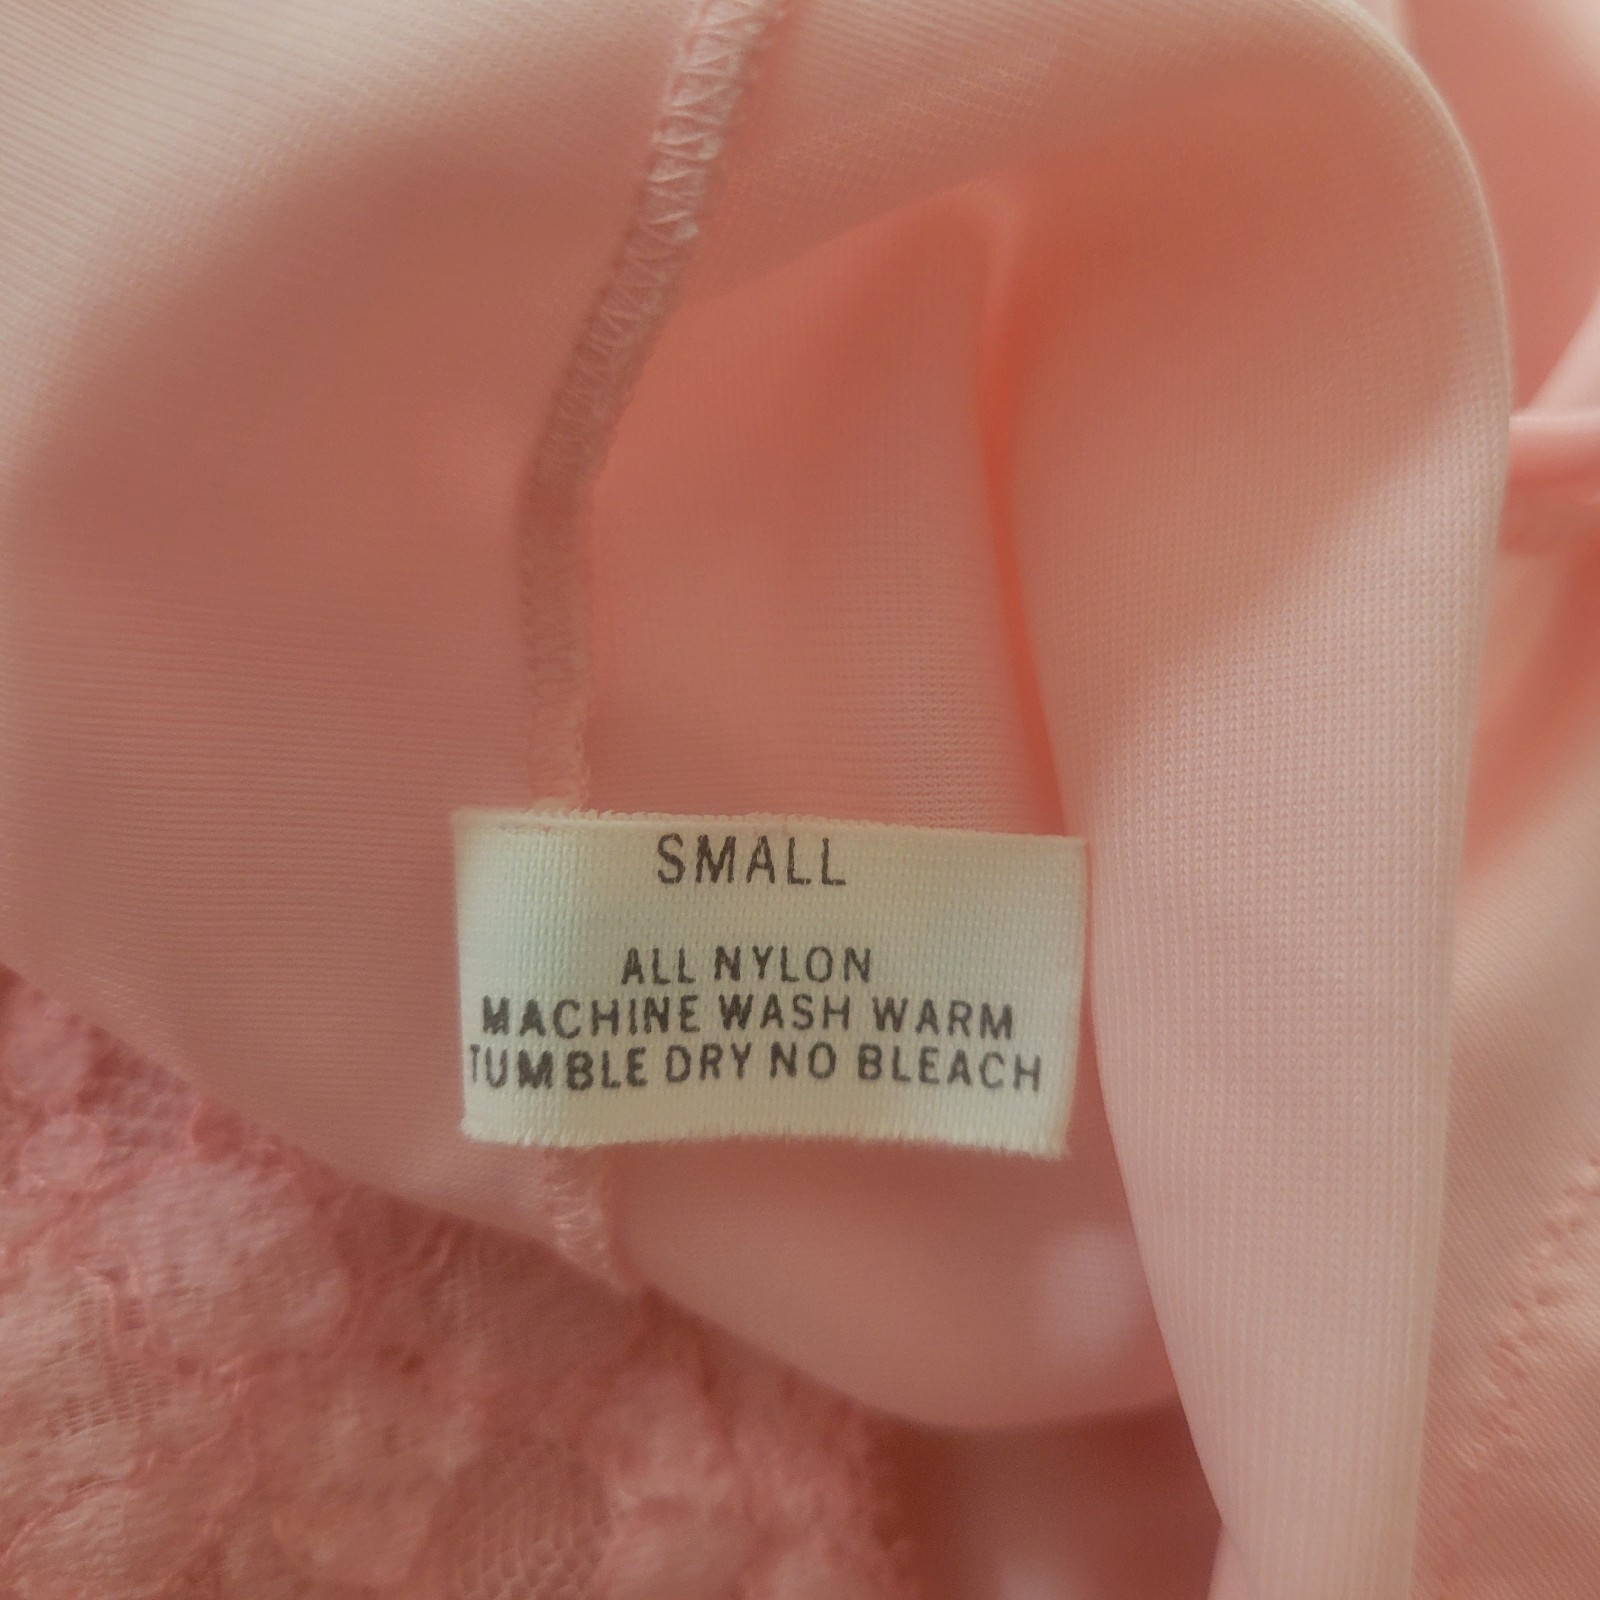 SMALL
ALL NYLON
MACHINE WASH WARM
TUMBLE DRY NO BLEACH